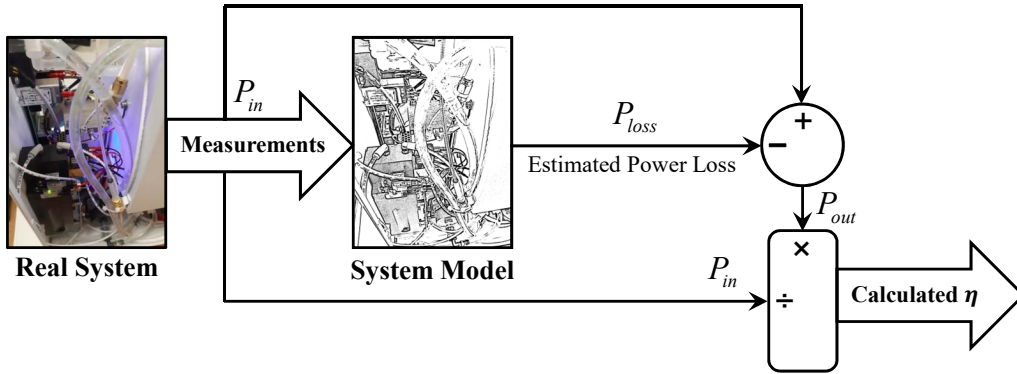 P_in
Measurements
Real System
System Model
P_loss
Estimated Power Loss
+
−
P_out
×
P_in
÷
Calculated η